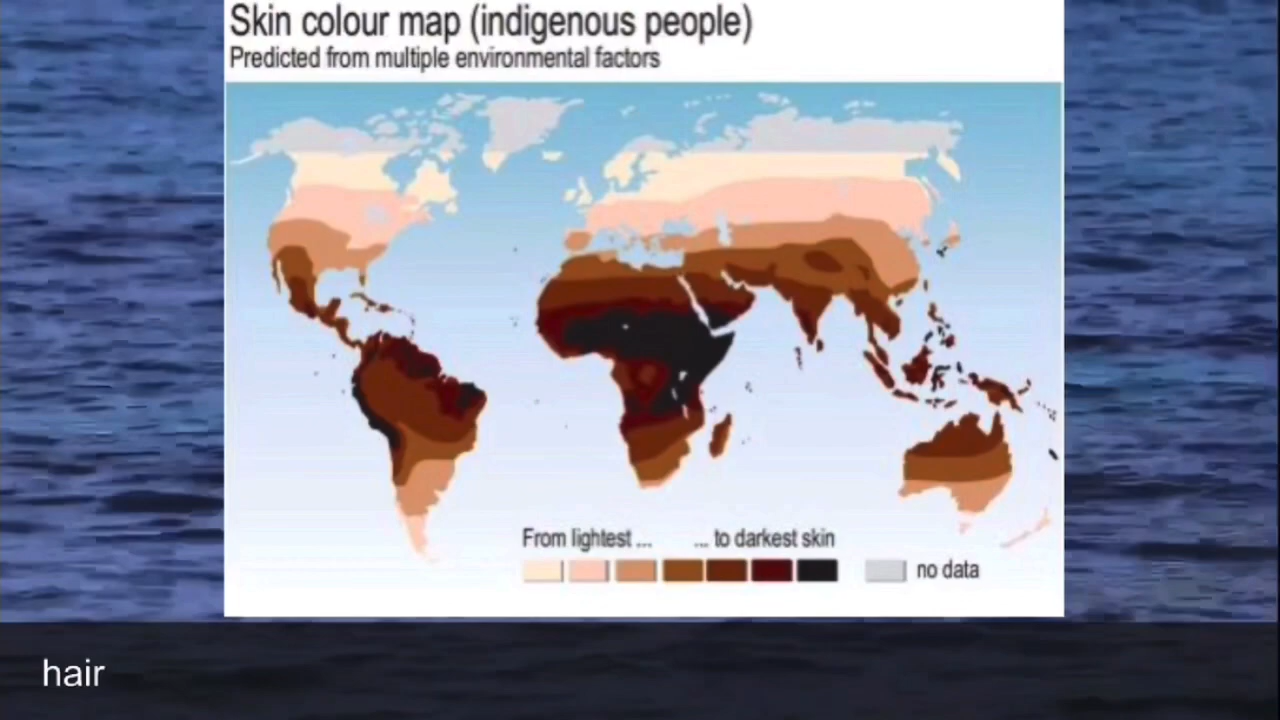 Skin colour map (indigenous people)
Predicted from multiple environmental factors
From lightest ... ... to darkest skin
no data
hair